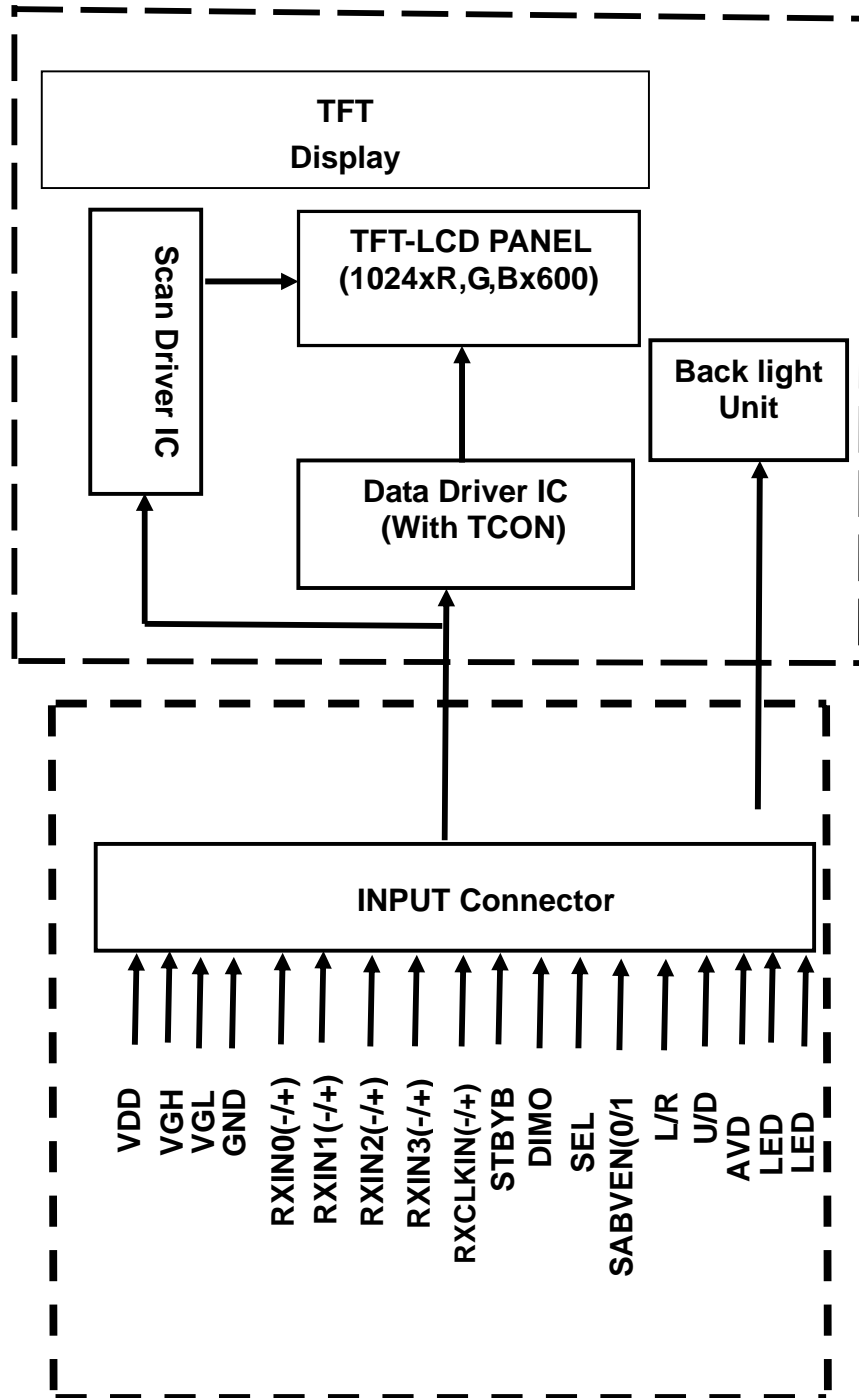 TFT
Display
Scan Driver IC
TFT-LCD PANEL
(1024xR,G,Bx600)
Back light
Unit
Data Driver IC
(With TCON)
INPUT Connector
VDD
VGH
VGL
GND
RXIN0(-/+)
RXIN1(-/+)
RXIN2(-/+)
RXIN3(-/+)
RXCLKIN(-/+)
STBYB
DIMO
SEL
SABVEN(0/1
L/R
U/D
AVD
LED
LED